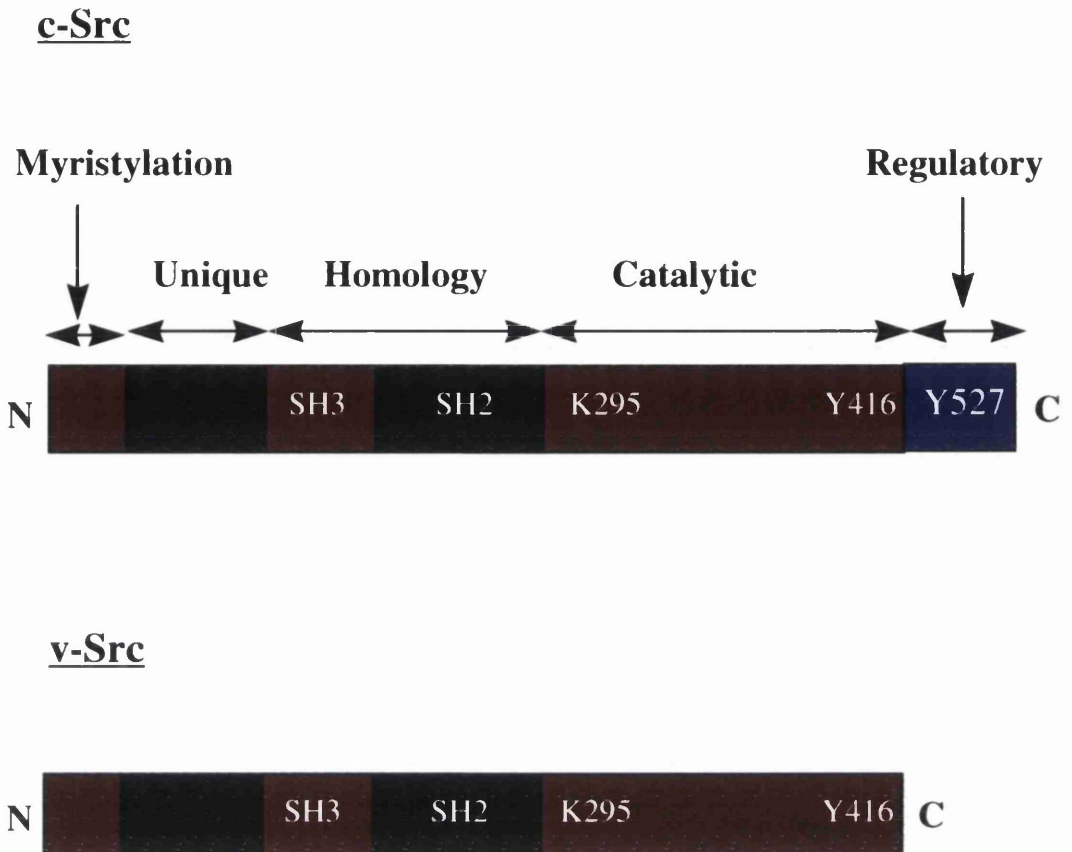 c-Src
Myristylation Regulatory
Unique Homology Catalytic
N SH3 SH2 K295 Y416 Y527 C
v-Src
N SH3 SH2 K295 Y416 C